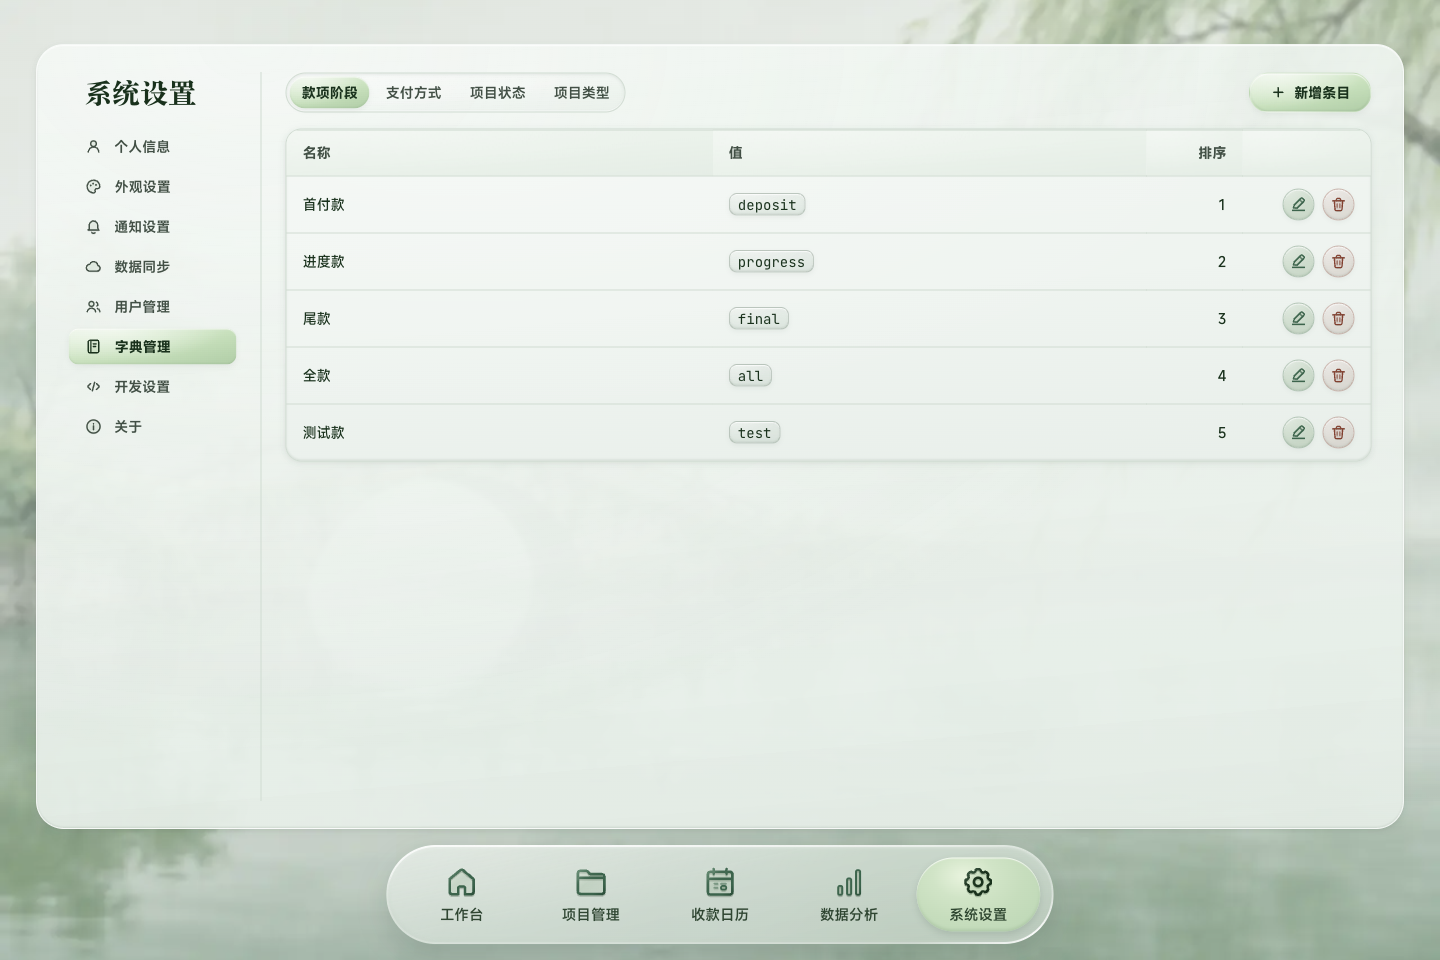 系统设置
个人信息
外观设置
通知设置
数据同步
用户管理
字典管理
开发设置
关于
款项阶段 支付方式 项目状态 项目类型
新增条目
名称 值 排序
首付款 deposit 1
进度款 progress 2
尾款 final 3
全款 all 4
测试款 test 5
工作台 项目管理 收款日历 数据分析 系统设置